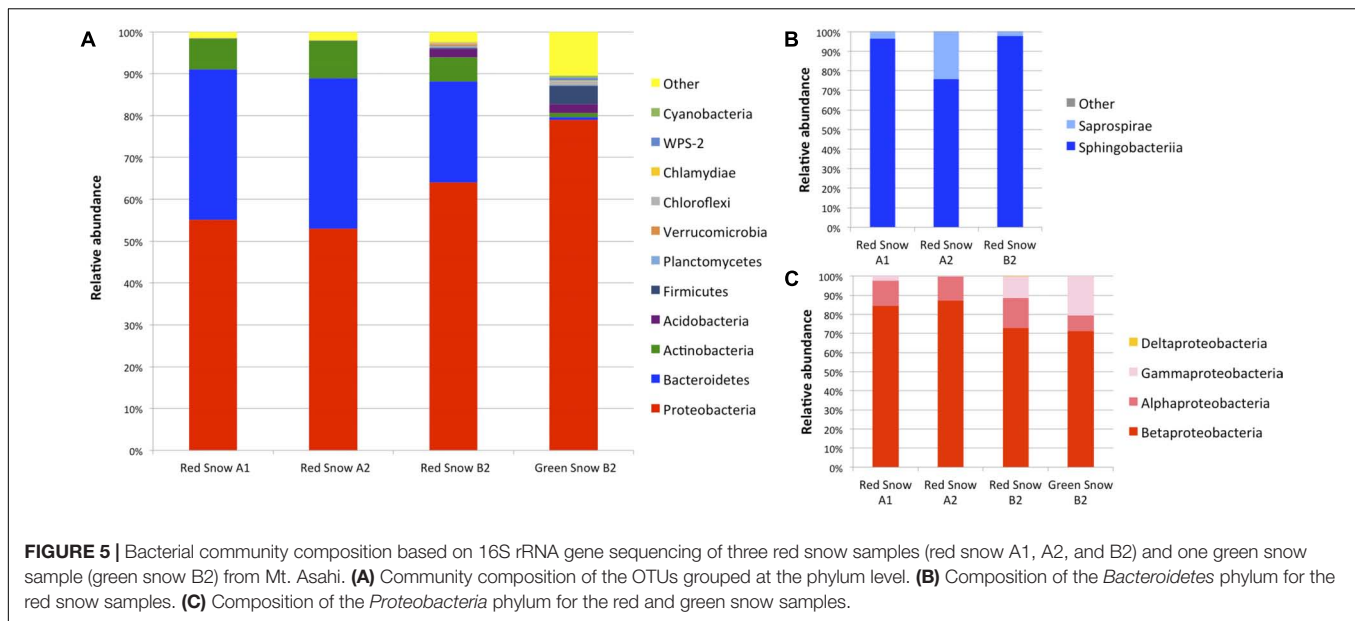 A
100%
90%
80%
70%
60%
50%
40%
30%
20%
10%
0%
Relative abundance
Red Snow A1
Red Snow A2
Red Snow B2
Green Snow B2
Other
Cyanobacteria
WPS-2
Chlamydiae
Chloroflexi
Verrucomicrobia
Planctomycetes
Firmicutes
Acidobacteria
Actinobacteria
Bacteroidetes
Proteobacteria
B
100%
90%
80%
70%
60%
50%
40%
30%
20%
10%
0%
Relative abundance
Red Snow A1
Red Snow A2
Red Snow B2
Other
Saprospirae
Sphingobacteriia
C
100%
90%
80%
70%
60%
50%
40%
30%
20%
10%
0%
Relative abundance
Red Snow A1
Red Snow A2
Red Snow B2
Green Snow B2
Deltaproteobacteria
Gammaproteobacteria
Alphaproteobacteria
Betaproteobacteria
FIGURE 5 | Bacterial community composition based on 16S rRNA gene sequencing of three red snow samples (red snow A1, A2, and B2) and one green snow
sample (green snow B2) from Mt. Asahi. (A) Community composition of the OTUs grouped at the phylum level. (B) Composition of the Bacteroidetes phylum for the
red snow samples. (C) Composition of the Proteobacteria phylum for the red and green snow samples.